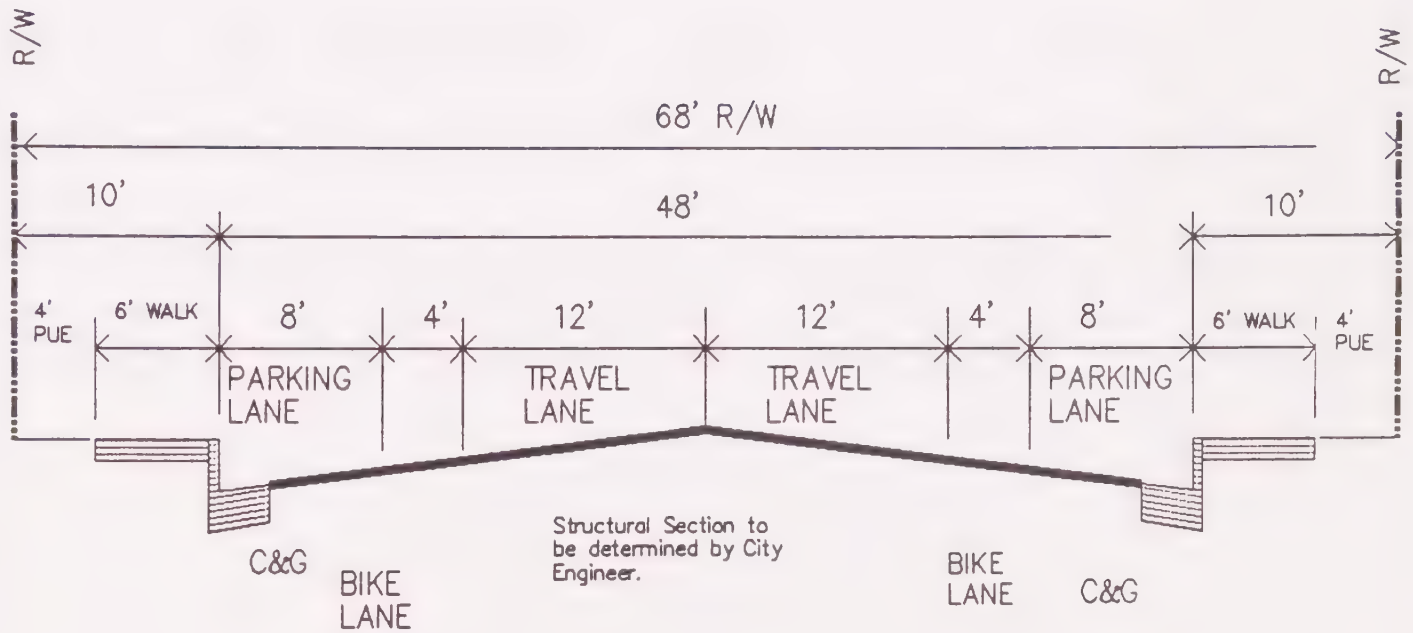 R/W
R/W
68' R/W
10'
48'
10'
4'
PUE
6' WALK
8'
4'
12'
12'
4'
8'
6' WALK
4'
PUE
PARKING
LANE
TRAVEL
LANE
TRAVEL
LANE
PARKING
LANE
C&G
BIKE
LANE
Structural Section to
be determined by City
Engineer.
BIKE
LANE
C&G